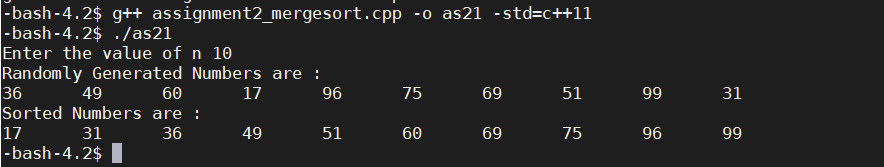 -bash-4.2$ g++ assignment2_mergesort.cpp -o as21 -std=c++11
-bash-4.2$ ./as21
Enter the value of n 10
Randomly Generated Numbers are :
36 49 60 17 96 75 69 51 99 31
Sorted Numbers are :
17 31 36 49 51 60 69 75 96 99
-bash-4.2$